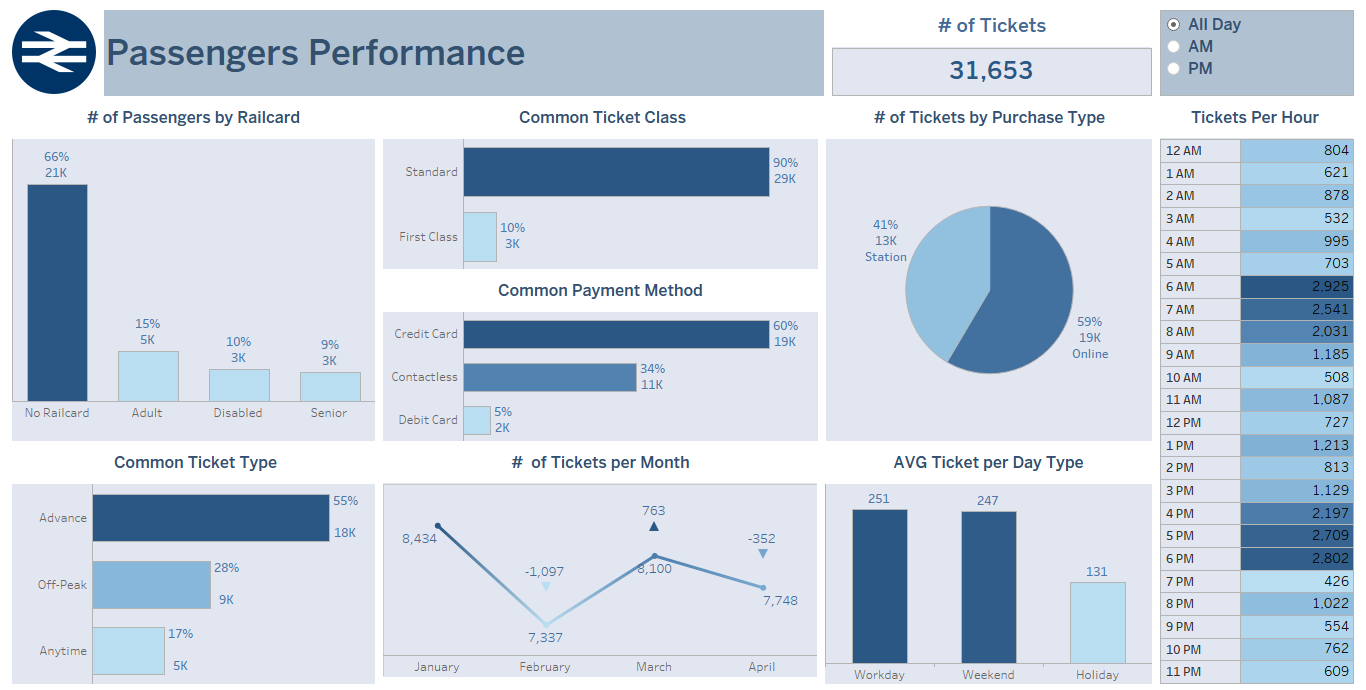 Passengers Performance
# of Tickets
31,653
All Day
AM
PM
# of Passengers by Railcard
66%
21K
15%
5K
10%
3K
9%
3K
No Railcard
Adult
Disabled
Senior
Common Ticket Class
Standard
90%
29K
First Class
10%
3K
Common Payment Method
Credit Card
60%
19K
Contactless
34%
11K
Debit Card
5%
2K
# of Tickets by Purchase Type
41%
13K
Station
59%
19K
Online
Tickets Per Hour
12 AM 804
1 AM 621
2 AM 878
3 AM 532
4 AM 995
5 AM 703
6 AM 2,925
7 AM 2,541
8 AM 2,031
9 AM 1,185
10 AM 508
11 AM 1,087
12 PM 727
1 PM 1,213
2 PM 813
3 PM 1,129
4 PM 2,197
5 PM 2,709
6 PM 2,802
7 PM 426
8 PM 1,022
9 PM 554
10 PM 762
11 PM 609
Common Ticket Type
Advance
55%
18K
Off-Peak
28%
9K
Anytime
17%
5K
# of Tickets per Month
8,434
-1,097
7,337
763
8,100
-352
7,748
January
February
March
April
AVG Ticket per Day Type
251
247
131
Workday
Weekend
Holiday